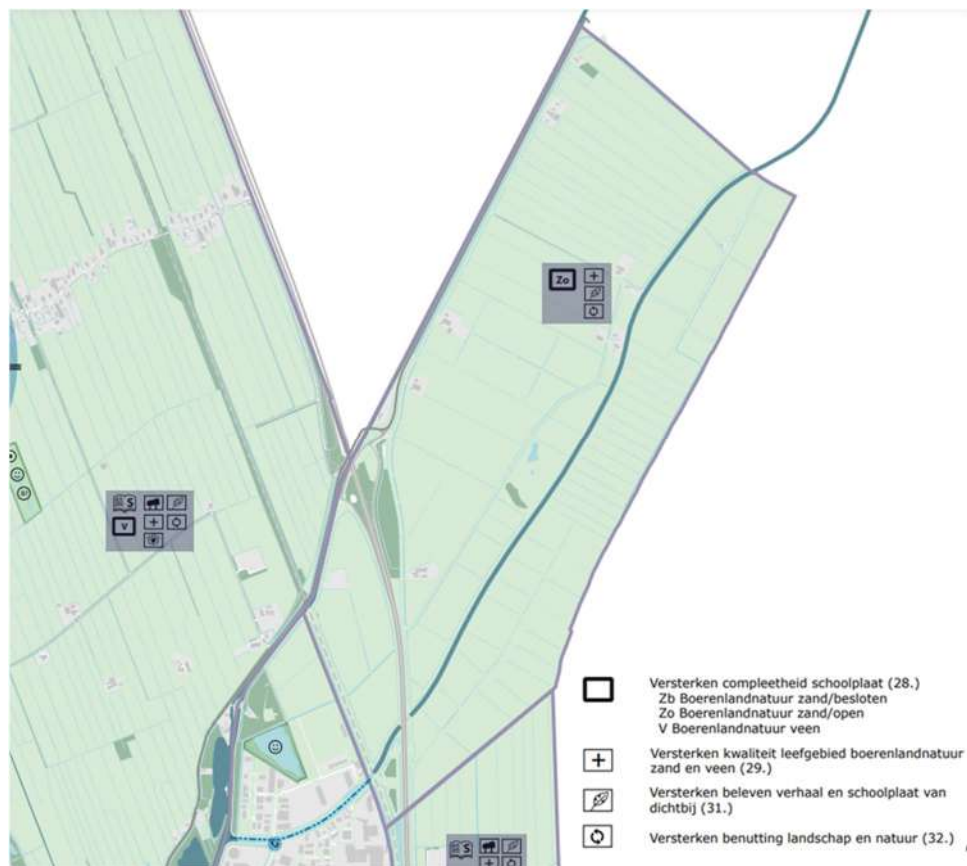 Zo
S
V
S
Versterken compleetheid schoolplaat (28.)
Zb Boerenlandnatuur zand/besloten
Zo Boerenlandnatuur zand/open
V Boerenlandnatuur veen
Versterken kwaliteit leefgebied boerenlandnatuur
zand en veen (29.)
Versterken beleven verhaal en schoolplaat van
dichtbij (31.)
Versterken benutting landschap en natuur (32.)